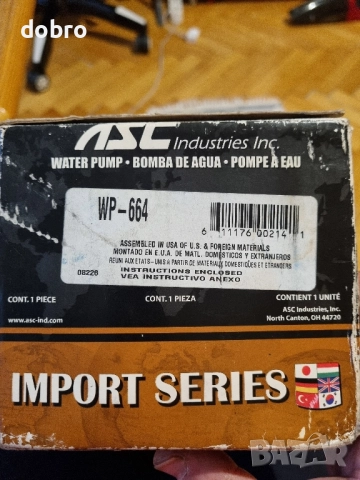 dobro
ASC Industries Inc.
WATER PUMP • BOMBA DE AGUA • POMPE À EAU
WP-664
6 11176 00214 1
ASSEMBLED IN USA OF U.S. & FOREIGN MATERIALS
MONTADO EN E.U.A. DE MATL. DOMESTICOS Y EXTRANJEROS
REUNI AUX ETATS - UNIS A PARTIR DE MATERIALS DOMESTIQUES ET ETRANGERS
08220 INSTRUCTIONS ENCLOSED
VEA INSTRUCTIVO ANEXO
CONT. 1 PIECE CONT. 1 PIEZA CONTIENT 1 UNITÉ
www.asc-ind.com
ASC Industries, Inc.
North Canton, OH 44720
IMPORT SERIES
bazar